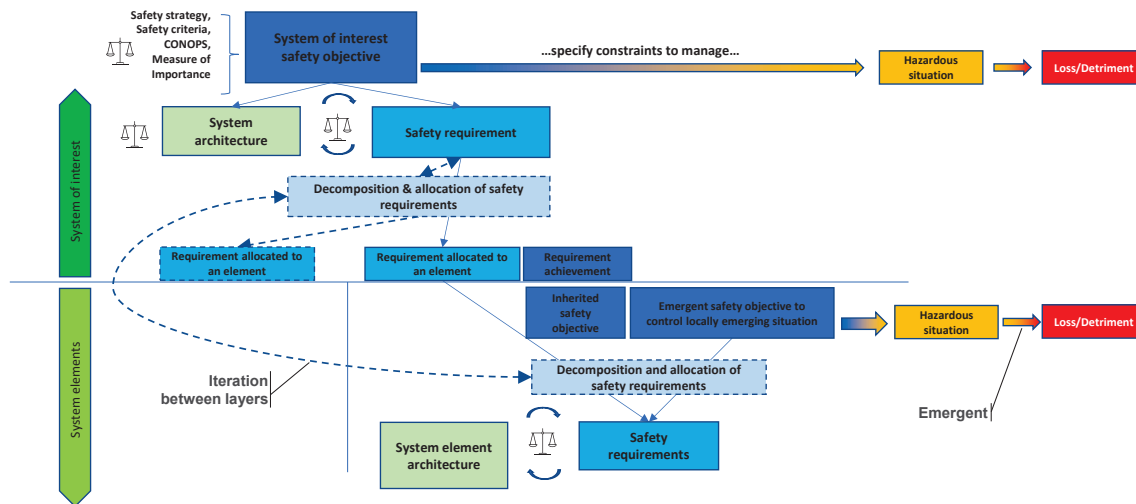 Safety strategy,
Safety criteria,
CONOPS,
Measure of
Importance
System of interest
safety objective
...specify constraints to manage...
Hazardous
situation
Loss/Detriment
System
architecture
Safety requirement
System of interest
Decomposition & allocation of safety
requirements
Requirement allocated to
an element
Requirement allocated to
an element
Requirement
achievement
Inherited
safety
objective
Emergent safety objective to
control locally emerging situation
Hazardous
situation
Loss/Detriment
System elements
Iteration
between layers
Decomposition and allocation of
safety requirements
Emergent
System element
architecture
Safety
requirements